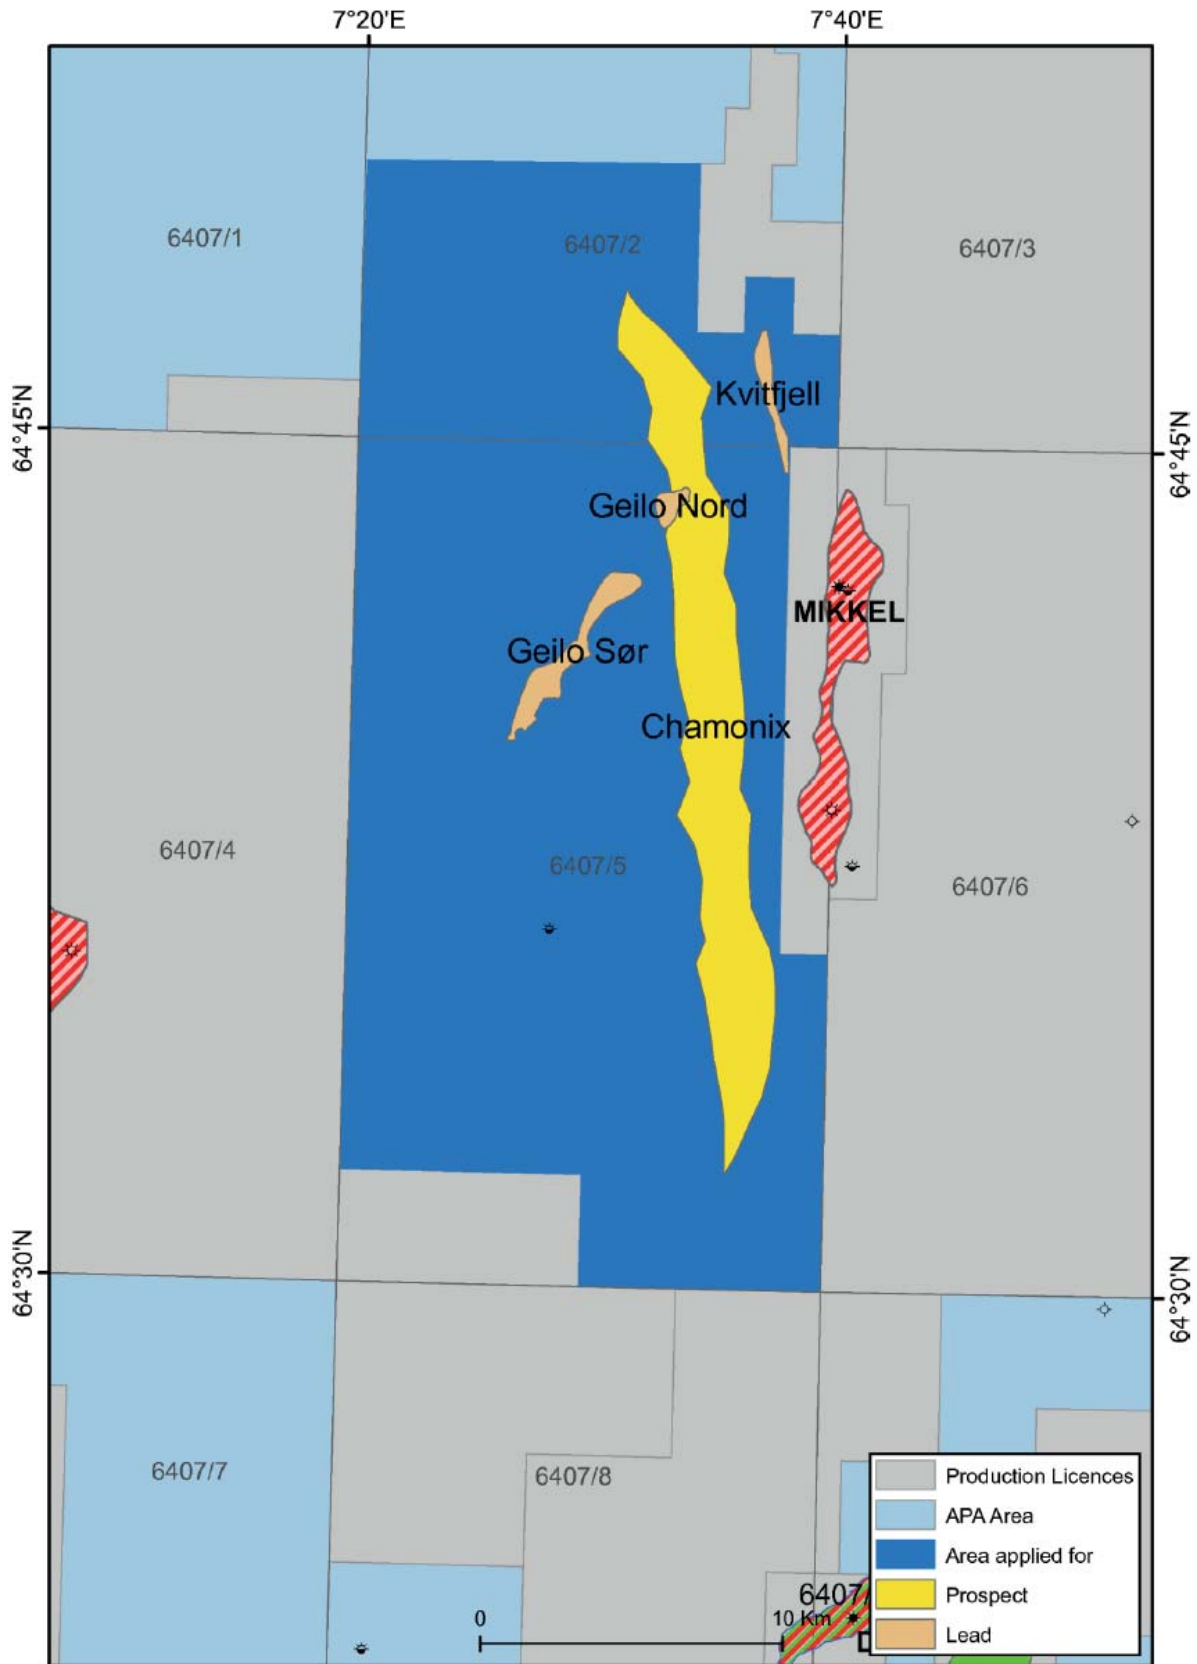 7°20'E
7°40'E
6407/1
6407/2
6407/3
64°45'N
64°45'N
Kvitfjell
Geilo Nord
MIKKEL
Geilo Sør
Chamonix
6407/4
6407/5
6407/6
64°30'N
64°30'N
6407/7
6407/8
Production Licences
APA Area
Area applied for
Prospect
Lead
6407/
0
10 Km
D